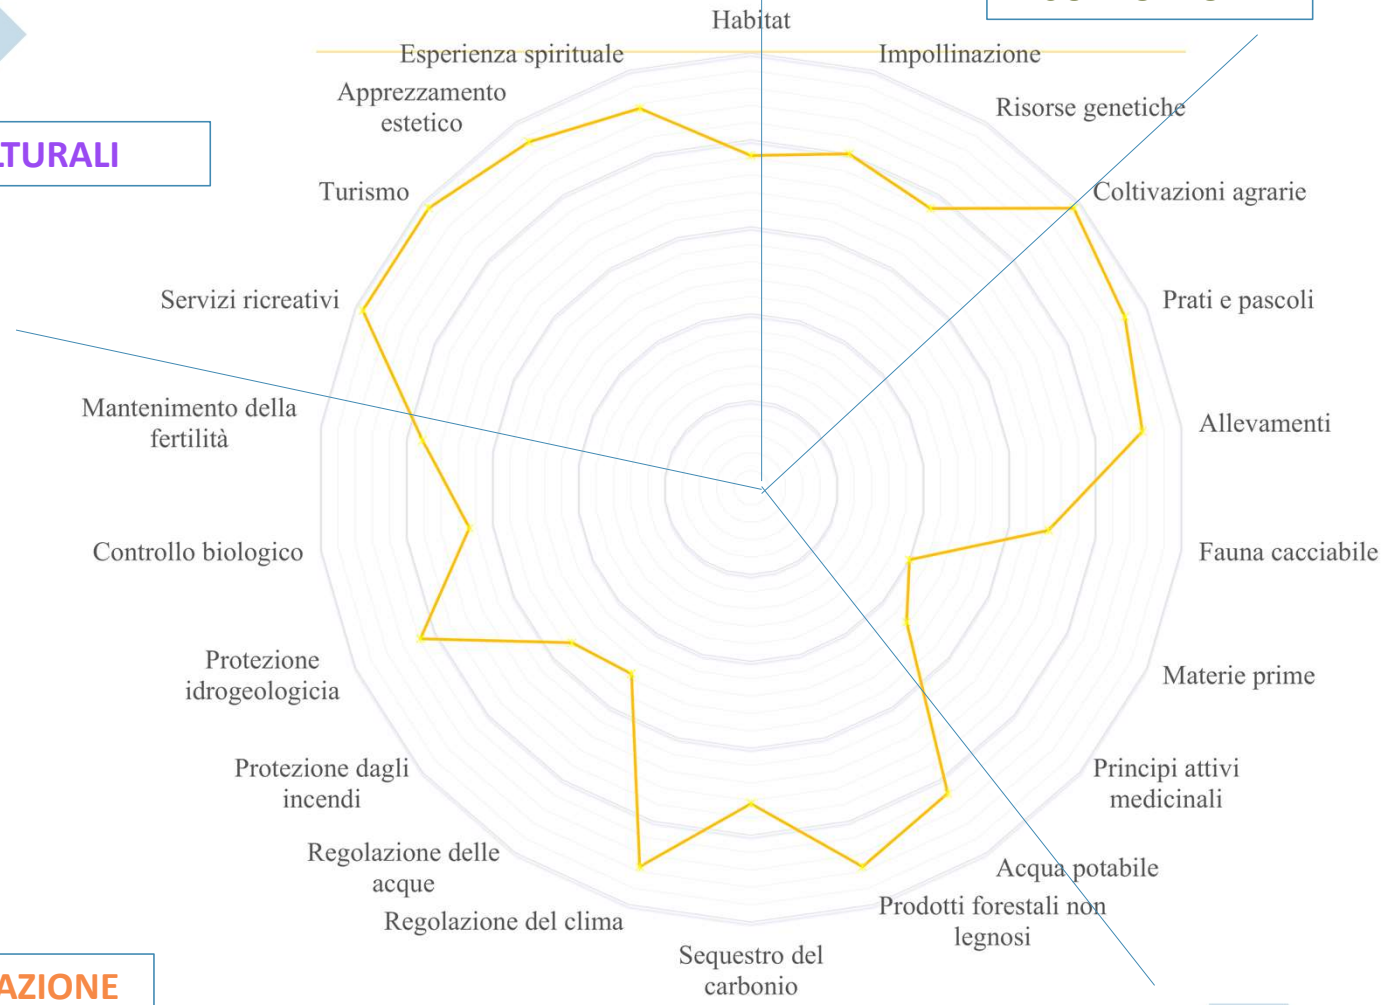 Habitat
Esperienza spirituale
Impollinazione
Apprezzamento
estetico
Risorse genetiche
LTURALI
Turismo
Coltivazioni agrarie
Servizi ricreativi
Prati e pascoli
Mantenimento della
fertilità
Allevamenti
Controllo biologico
Fauna cacciabile
Protezione
idrogeologicia
Materie prime
Protezione dagli
incendi
Principi attivi
medicinali
Regolazione delle
acque
Acqua potabile
Regolazione del clima
Prodotti forestali non
legnosi
Sequestro del
carbonio
AZIONE